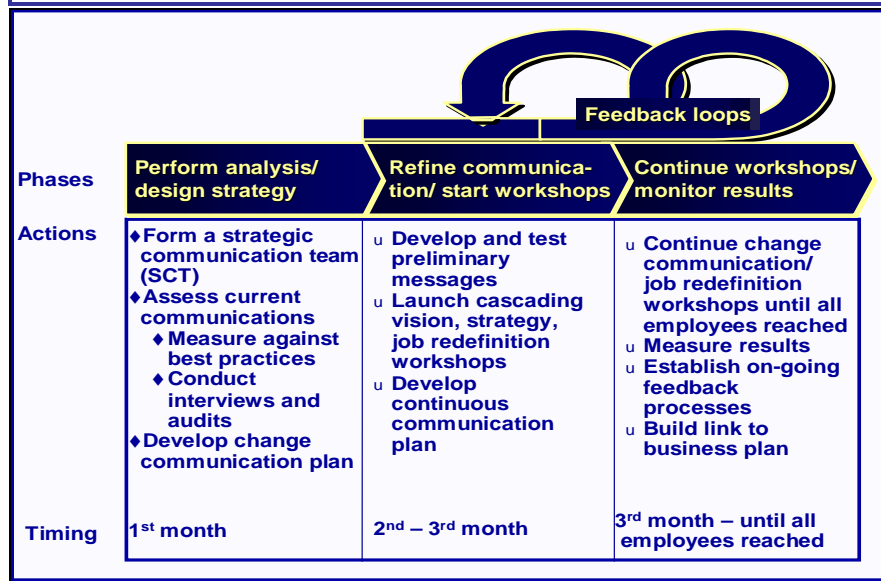 Feedback loops
Phases
Perform analysis/
design strategy
Refine communica-
tion/ start workshops
Continue workshops/
monitor results
Actions
♦Form a strategic
communication team
(SCT)
♦Assess current
communications
♦Measure against
best practices
♦Conduct
interviews and
audits
♦Develop change
communication plan
u Develop and test
preliminary
messages
u Launch cascading
vision, strategy,
job redefinition
workshops
u Develop
continuous
communication
plan
u Continue change
communication/
job redefinition
workshops until all
employees reached
u Measure results
u Establish on-going
feedback
processes
u Build link to
business plan
Timing
1st month
2nd – 3rd month
3rd month – until all
employees reached